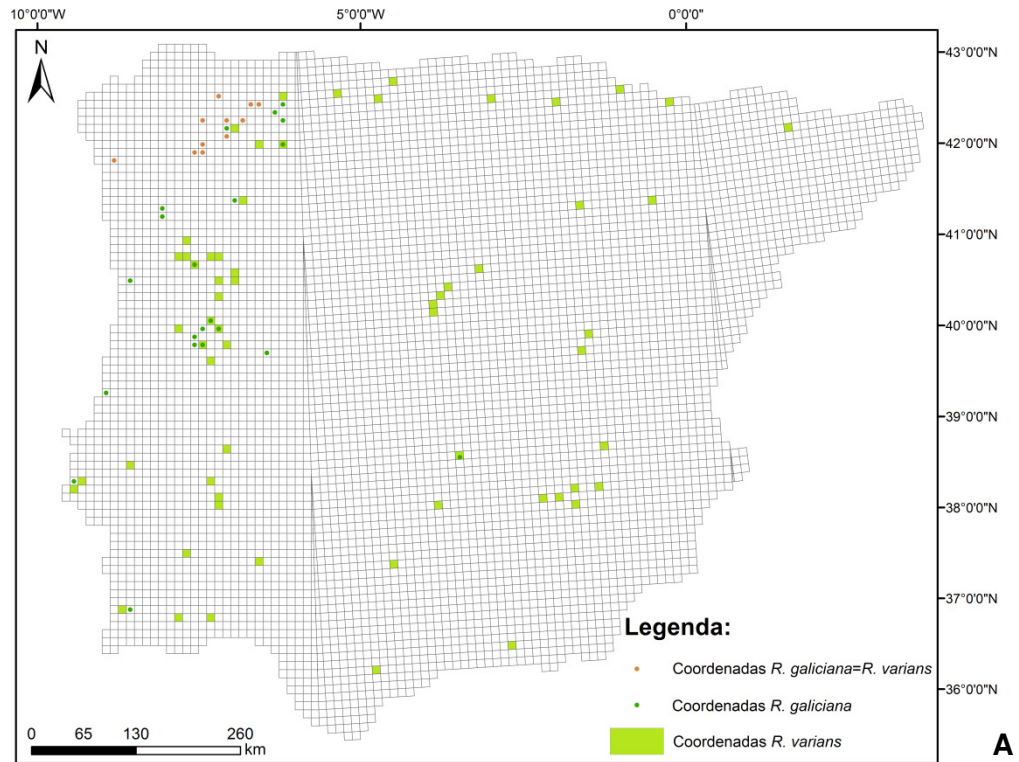 10°0'0"W 5°0'0"W 0°0'0"
N
43°0'0"N
42°0'0"N
41°0'0"N
40°0'0"N
39°0'0"N
38°0'0"N
37°0'0"N
36°0'0"N
Legenda:
Coordenadas R. galiciana=R. varians
Coordenadas R. galiciana
Coordenadas R. varians
0 65 130 260
km
A